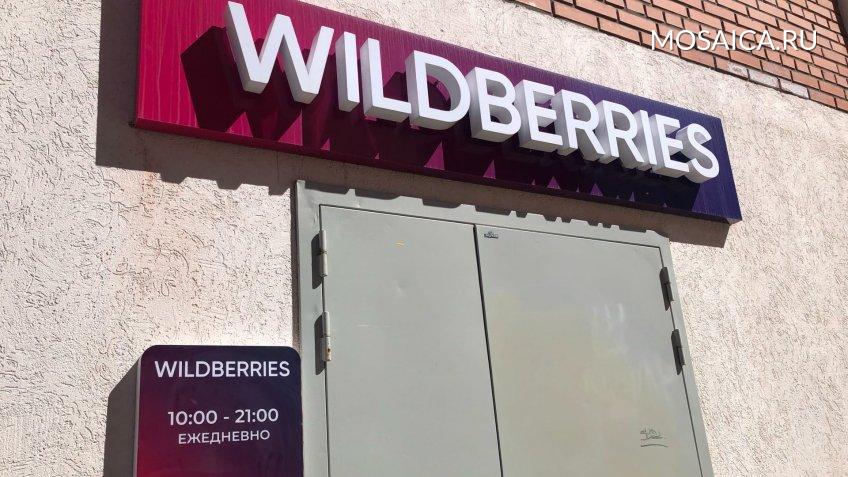 MOSAICA.RU
WILDBERRIES
WILDBERRIES
10:00 - 21:00
ЕЖЕДНЕВНО